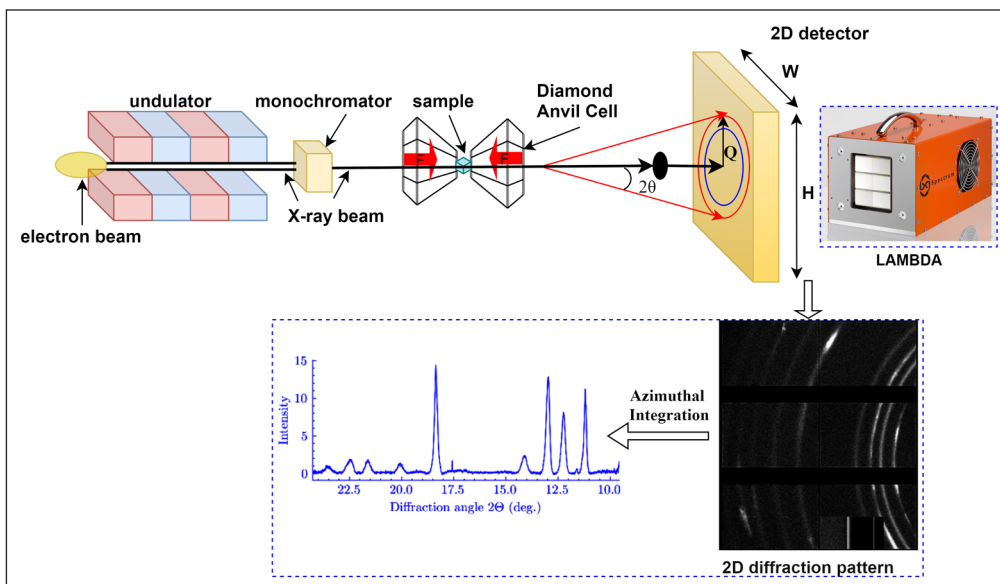 2D detector
W
undulator
monochromator
sample
Diamond
Anvil Cell
F
F
Q
2θ
H
X-ray beam
electron beam
Spectrum
LAMBDA
15
10
5
0
Intensity
22.5
20.0
17.5
15.0
12.5
10.0
Diffraction angle 2Θ (deg.)
Azimuthal
Integration
2D diffraction pattern